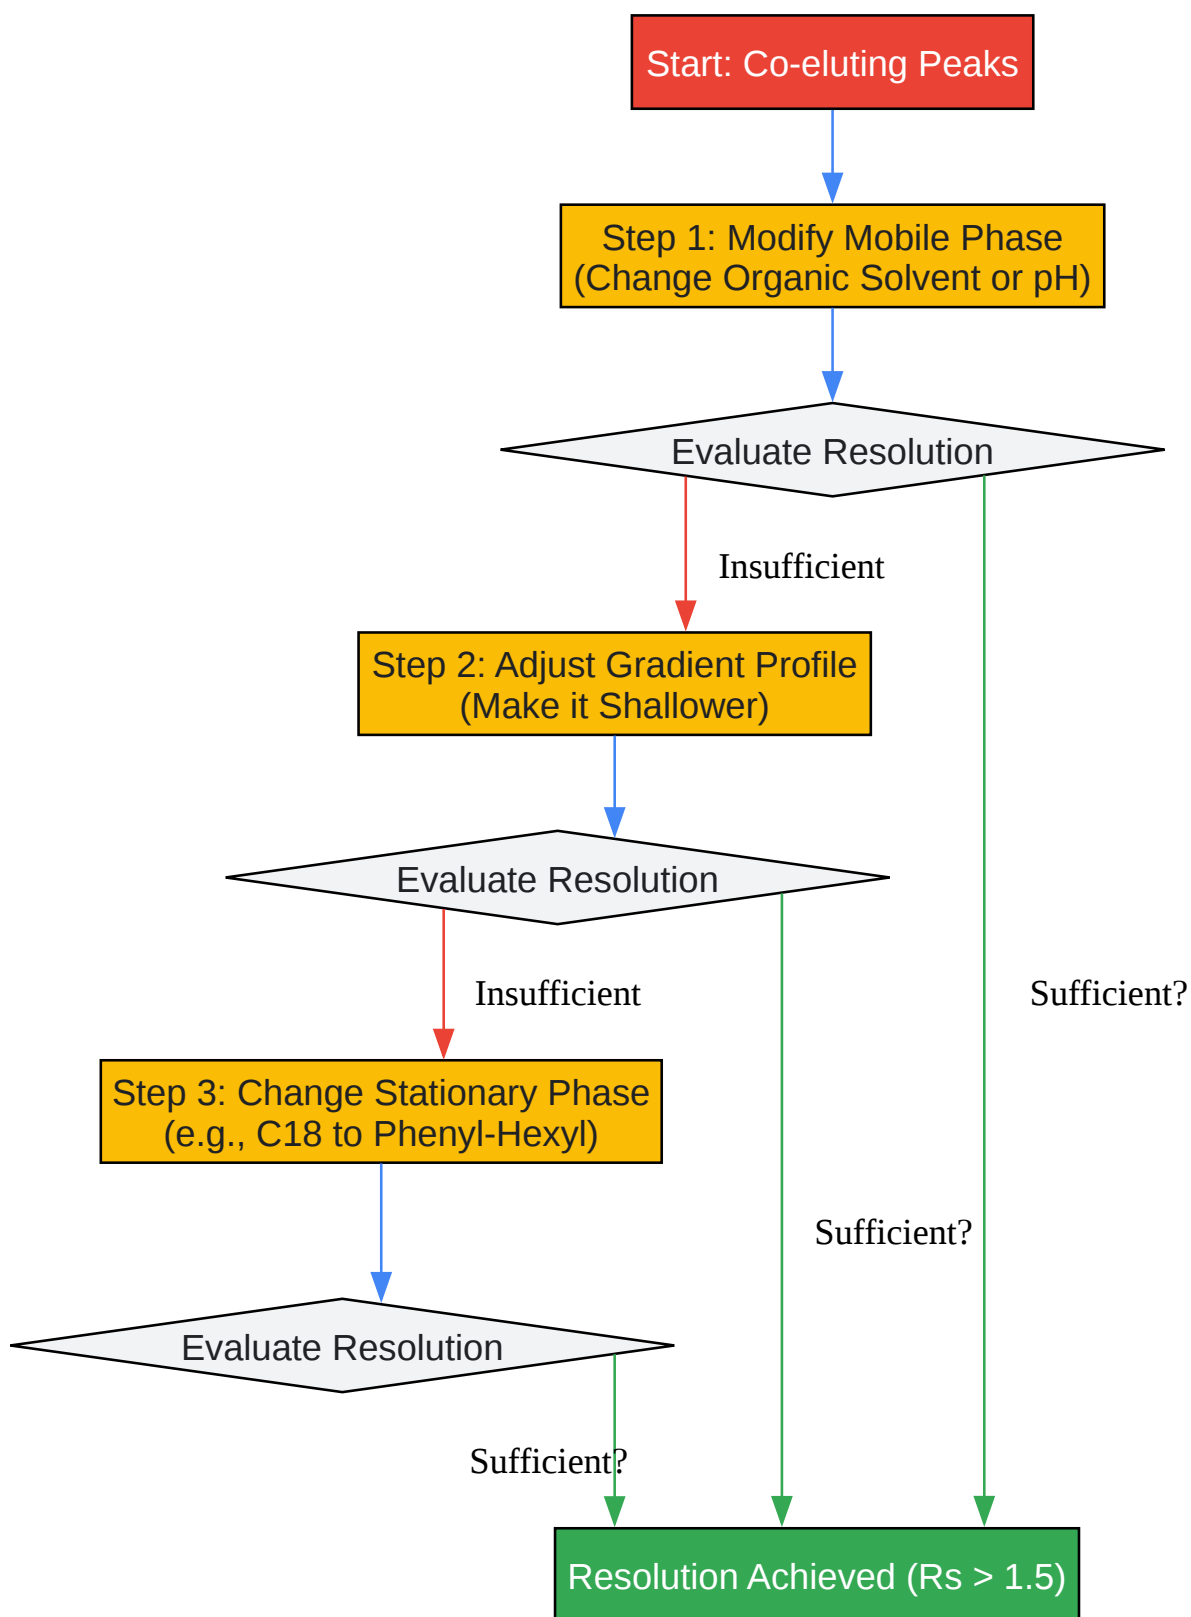 Start: Co-eluting Peaks
Step 1: Modify Mobile Phase
(Change Organic Solvent or pH)
Evaluate Resolution
Insufficient
Step 2: Adjust Gradient Profile
(Make it Shallower)
Evaluate Resolution
Insufficient
Sufficient?
Step 3: Change Stationary Phase
(e.g., C18 to Phenyl-Hexyl)
Sufficient?
Evaluate Resolution
Sufficient?
Resolution Achieved (Rs > 1.5)